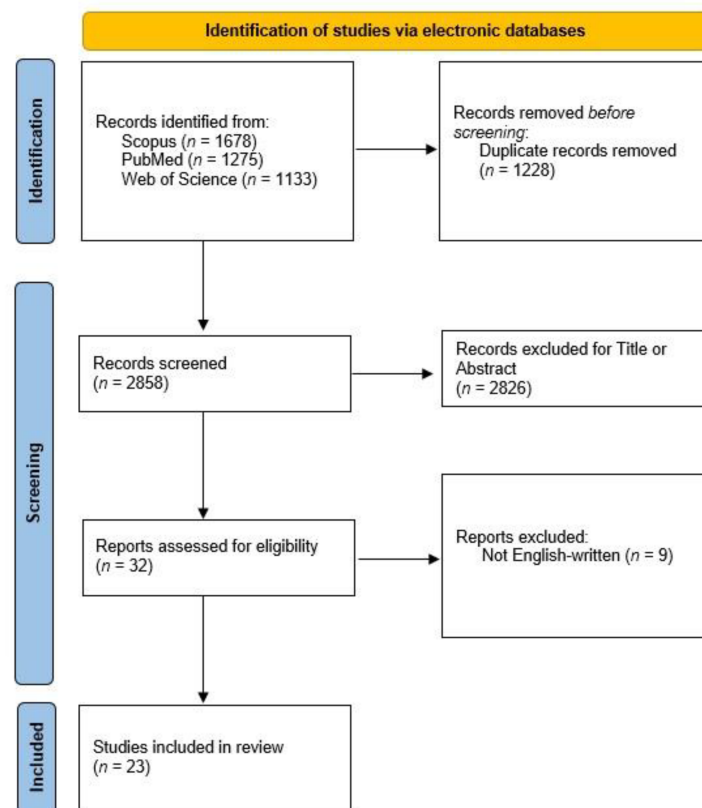 Identification of studies via electronic databases
Identification
Records identified from:
Scopus (n = 1678)
PubMed (n = 1275)
Web of Science (n = 1133)
Records removed before
screening:
Duplicate records removed
(n = 1228)
Screening
Records screened
(n = 2858)
Records excluded for Title or
Abstract
(n = 2826)
Reports assessed for eligibility
(n = 32)
Reports excluded:
Not English-written (n = 9)
Included
Studies included in review
(n = 23)